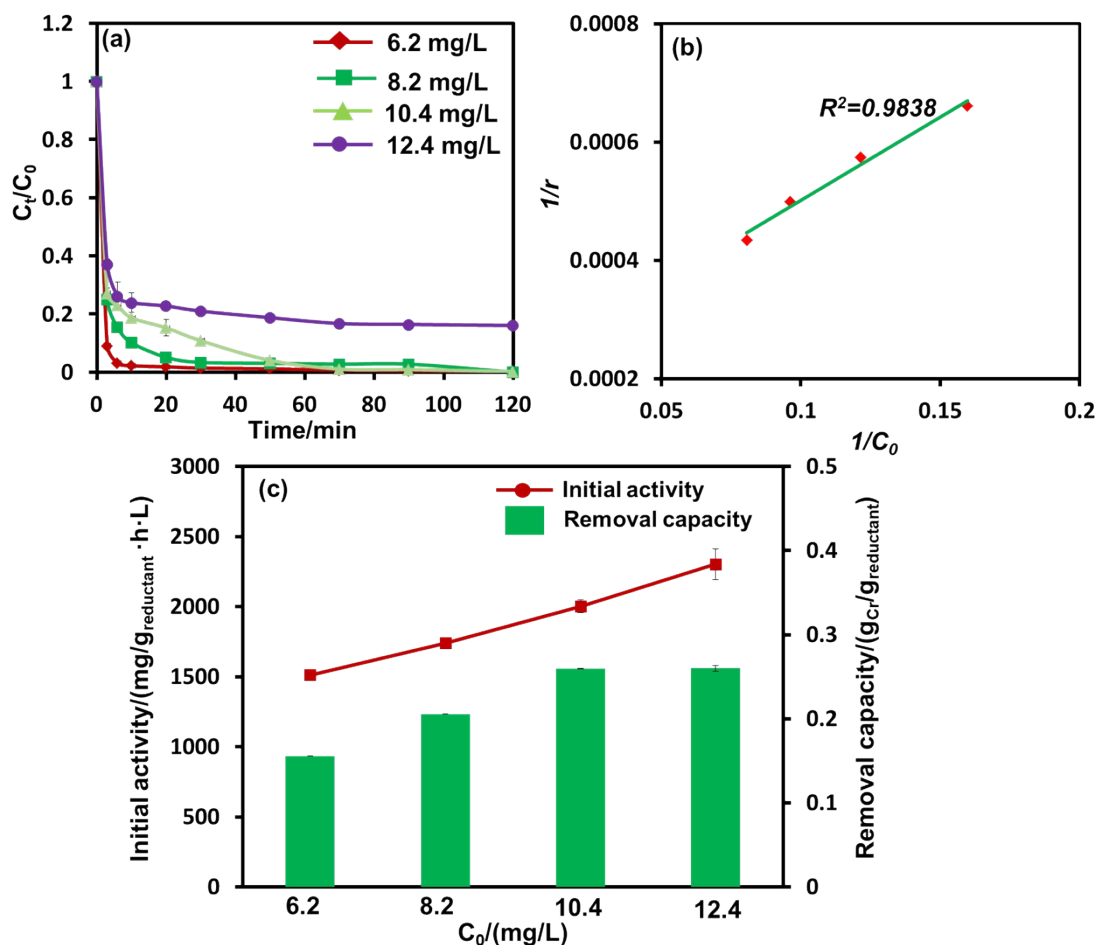 (a)
6.2 mg/L
8.2 mg/L
10.4 mg/L
12.4 mg/L
1.2
1
0.8
0.6
0.4
0.2
0
Ct/C0
0 20 40 60 80 100 120
Time/min
(b)
R²=0.9838
0.0008
0.0006
0.0004
0.0002
1/r
0.05 0.1 0.15 0.2
1/C0
(c)
Initial activity
Removal capacity
3000
2500
2000
1500
1000
500
0
Initial activity/(mg/greductant ·h·L)
0.5
0.4
0.3
0.2
0.1
0
Removal capacity/(gCr/greductant)
6.2 8.2 10.4 12.4
C0/(mg/L)